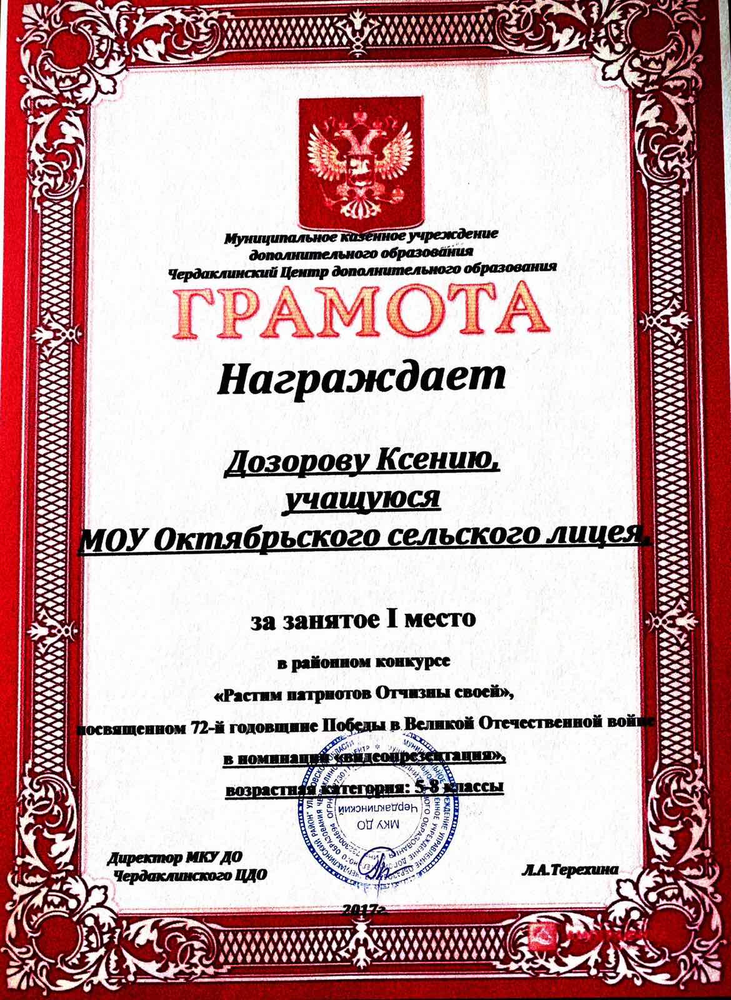 Муниципальное казенное учреждение
дополнительного образования
Чердаклинский Центр дополнительного образования
ГРАМОТА
Награждает
Дозорову Ксению,
учащуюся
МОУ Октябрьского сельского лицея,
за занятое I место
в районном конкурсе
«Растим патриотов Отчизны своей»,
посвященном 72-й годовщине Победы в Великой Отечественной войне
в номинации «видеопрезентация»,
возрастная категория: 5-8 классы
МКУ ДО
Чердаклинский
Директор МКУ ДО
Чердаклинского ЦДО
Л.А.Терехина
2017г.